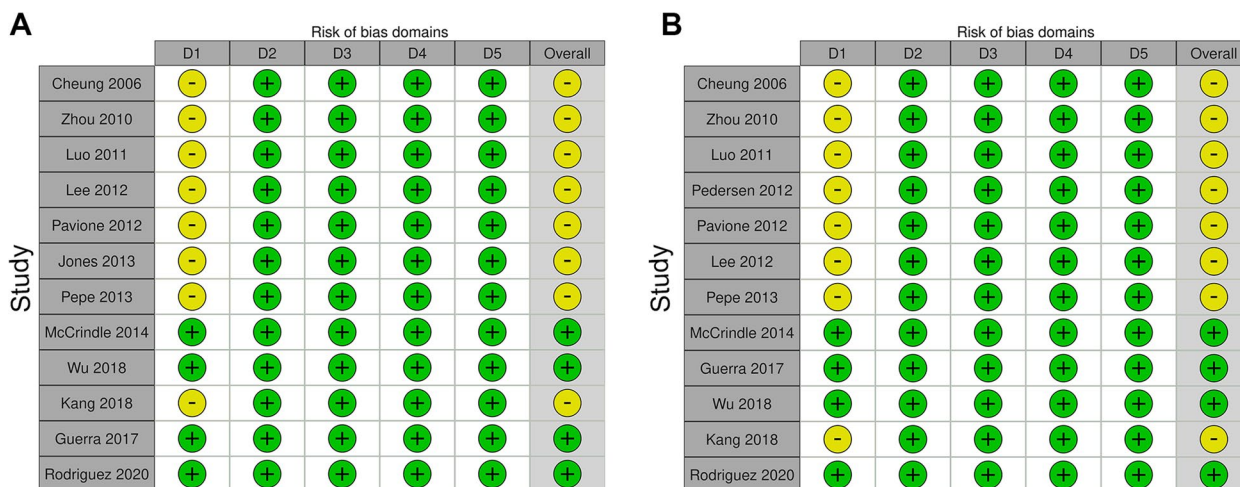 A
Risk of bias domains
D1 D2 D3 D4 D5 Overall
Study
Cheung 2006 - + + + + -
Zhou 2010 - + + + + -
Luo 2011 - + + + + -
Lee 2012 - + + + + -
Pavione 2012 - + + + + -
Jones 2013 - + + + + -
Pepe 2013 - + + + + -
McCrindle 2014 + + + + + +
Wu 2018 + + + + + +
Kang 2018 - + + + + -
Guerra 2017 + + + + + +
Rodriguez 2020 + + + + + +
B
Risk of bias domains
D1 D2 D3 D4 D5 Overall
Study
Cheung 2006 - + + + + -
Zhou 2010 - + + + + -
Luo 2011 - + + + + -
Pedersen 2012 - + + + + -
Pavione 2012 - + + + + -
Lee 2012 - + + + + -
Pepe 2013 - + + + + -
McCrindle 2014 + + + + + +
Guerra 2017 + + + + + +
Wu 2018 + + + + + +
Kang 2018 - + + + + -
Rodriguez 2020 + + + + + +